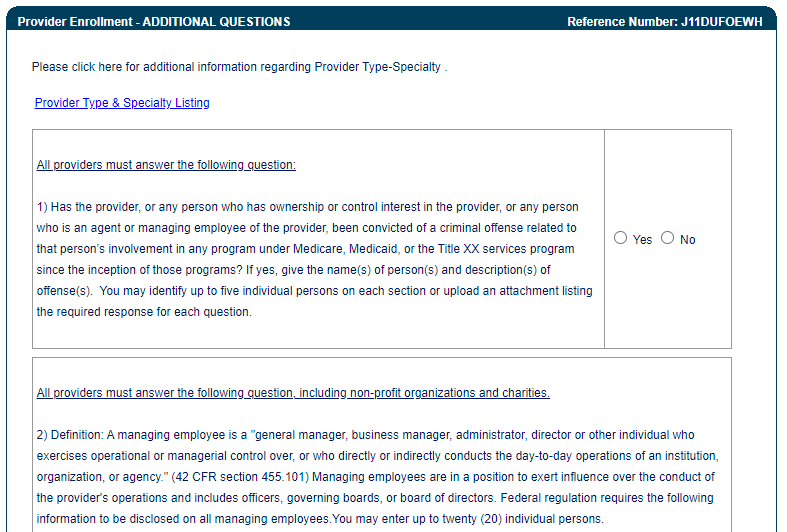 Provider Enrollment - ADDITIONAL QUESTIONS Reference Number: J11DUFOEWH
Please click here for additional information regarding Provider Type-Specialty .
Provider Type & Specialty Listing
All providers must answer the following question:
1) Has the provider, or any person who has ownership or control interest in the provider, or any person
who is an agent or managing employee of the provider, been convicted of a criminal offense related to
that person's involvement in any program under Medicare, Medicaid, or the Title XX services program
since the inception of those programs? If yes, give the name(s) of person(s) and description(s) of
offense(s).  You may identify up to five individual persons on each section or upload an attachment listing
the required response for each question.
Yes No
All providers must answer the following question, including non-profit organizations and charities.
2) Definition: A managing employee is a "general manager, business manager, administrator, director or other individual who
exercises operational or managerial control over, or who directly or indirectly conducts the day-to-day operations of an institution,
organization, or agency." (42 CFR section 455.101) Managing employees are in a position to exert influence over the conduct of
the provider's operations and includes officers, governing boards, or board of directors. Federal regulation requires the following
information to be disclosed on all managing employees.You may enter up to twenty (20) individual persons.